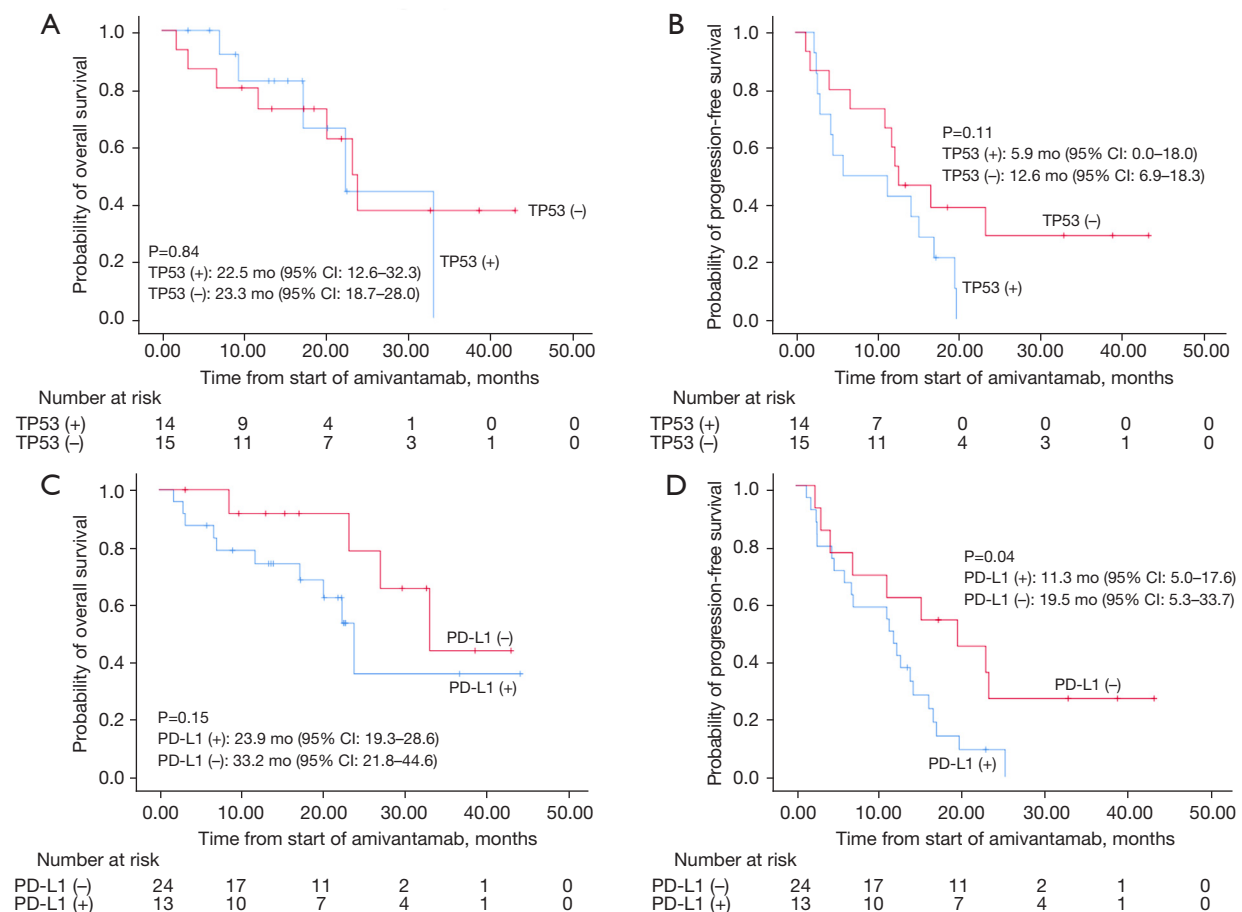 A
Probability of overall survival
1.0
0.8
0.6
0.4
0.2
0.0
P=0.84
TP53 (+): 22.5 mo (95% CI: 12.6–32.3)
TP53 (–): 23.3 mo (95% CI: 18.7–28.0)
TP53 (–)
TP53 (+)
0.00 10.00 20.00 30.00 40.00 50.00
Time from start of amivantamab, months
Number at risk
TP53 (+) 14 9 4 1 0 0
TP53 (–) 15 11 7 3 1 0
B
Probability of progression-free survival
1.0
0.8
0.6
0.4
0.2
0.0
P=0.11
TP53 (+): 5.9 mo (95% CI: 0.0–18.0)
TP53 (–): 12.6 mo (95% CI: 6.9–18.3)
TP53 (–)
TP53 (+)
0.00 10.00 20.00 30.00 40.00 50.00
Time from start of amivantamab, months
Number at risk
TP53 (+) 14 7 0 0 0 0
TP53 (–) 15 11 4 3 1 0
C
Probability of overall survival
1.0
0.8
0.6
0.4
0.2
0.0
PD-L1 (–)
PD-L1 (+)
P=0.15
PD-L1 (+): 23.9 mo (95% CI: 19.3–28.6)
PD-L1 (–): 33.2 mo (95% CI: 21.8–44.6)
0.00 10.00 20.00 30.00 40.00 50.00
Time from start of amivantamab, months
Number at risk
PD-L1 (–) 24 17 11 2 1 0
PD-L1 (+) 13 10 7 4 1 0
D
Probability of progression-free survival
1.0
0.8
0.6
0.4
0.2
0.0
P=0.04
PD-L1 (+): 11.3 mo (95% CI: 5.0–17.6)
PD-L1 (–): 19.5 mo (95% CI: 5.3–33.7)
PD-L1 (–)
PD-L1 (+)
0.00 10.00 20.00 30.00 40.00 50.00
Time from start of amivantamab, months
Number at risk
PD-L1 (–) 24 17 11 2 1 0
PD-L1 (+) 13 10 7 4 1 0